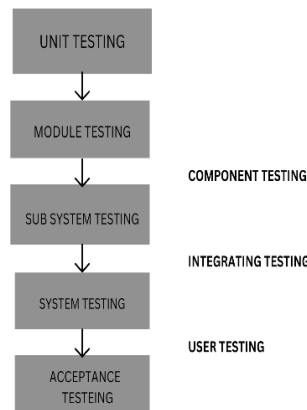 UNIT TESTING
MODULE TESTING
COMPONENT TESTING
SUB SYSTEM TESTING
INTEGRATING TESTING
SYSTEM TESTING
USER TESTING
ACCEPTANCE
TESTEING